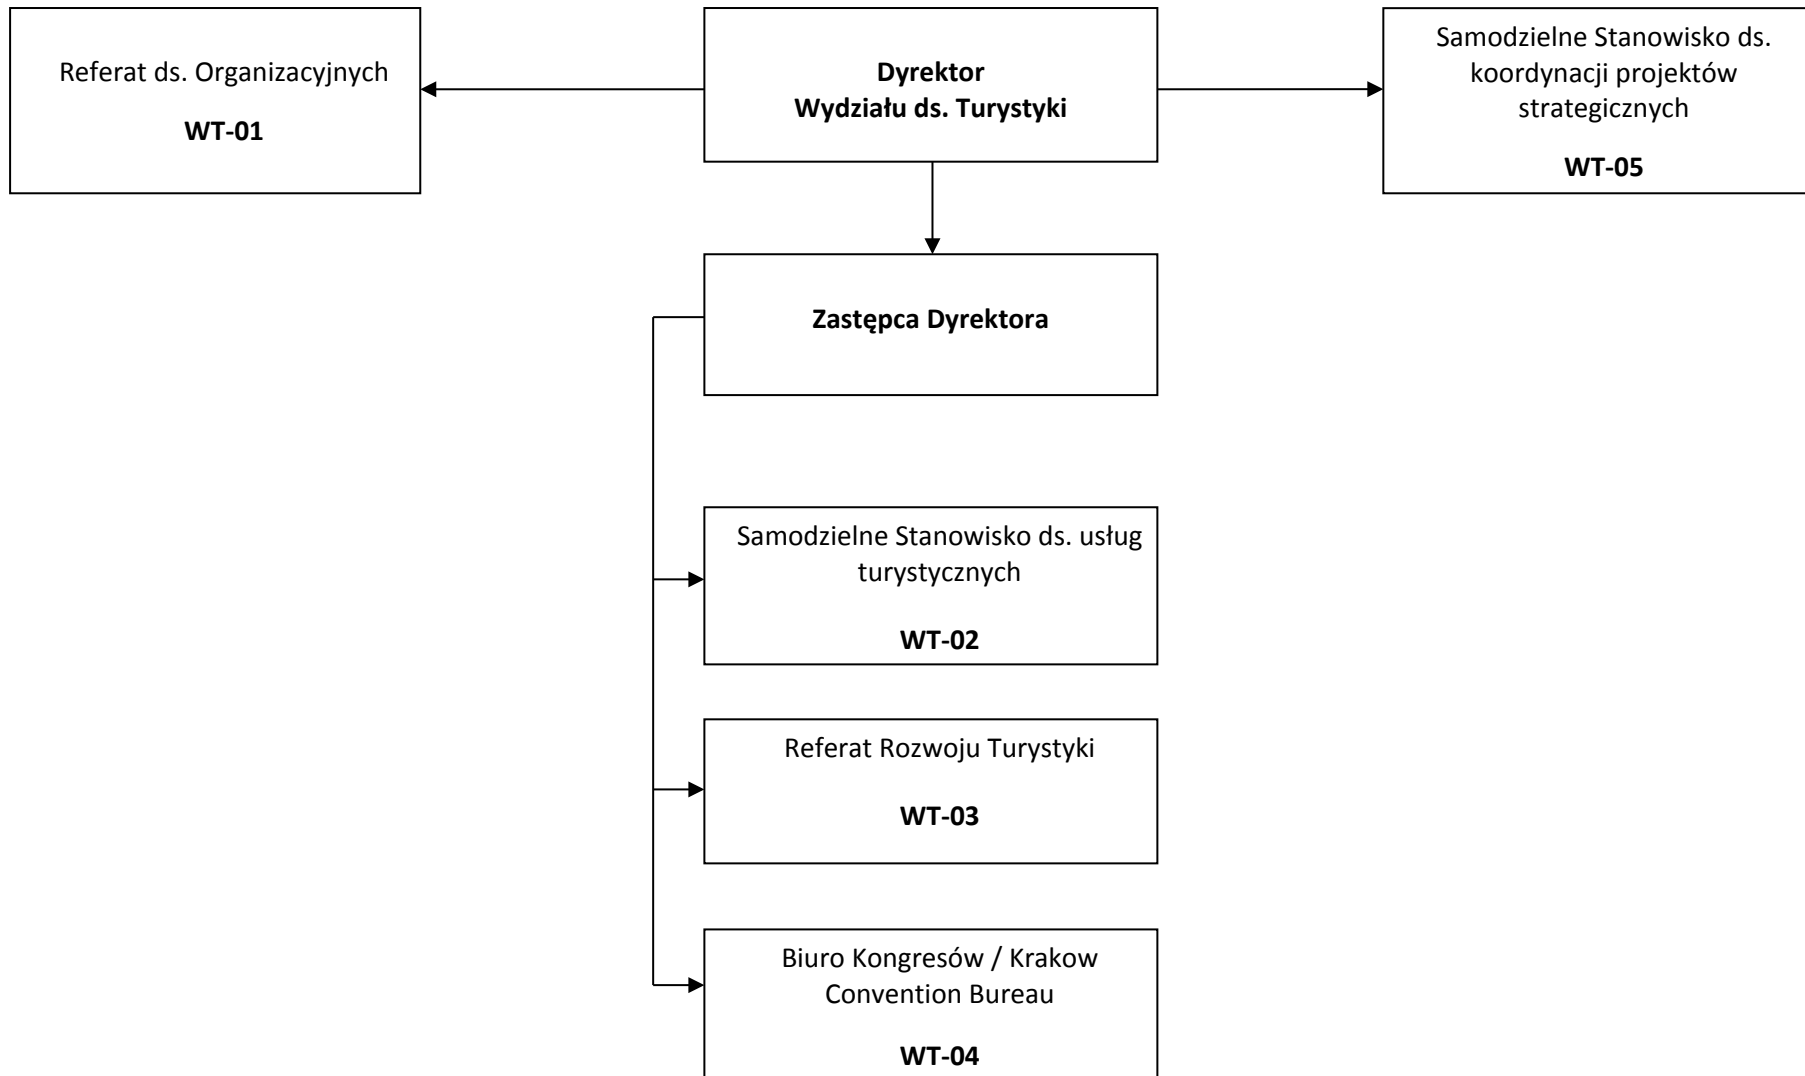 Referat ds. Organizacyjnych
WT-01
Dyrektor
Wydziału ds. Turystyki
Samodzielne Stanowisko ds.
koordynacji projektów
strategicznych
WT-05
Zastępca Dyrektora
Samodzielne Stanowisko ds. usług
turystycznych
WT-02
Referat Rozwoju Turystyki
WT-03
Biuro Kongresów / Krakow
Convention Bureau
WT-04